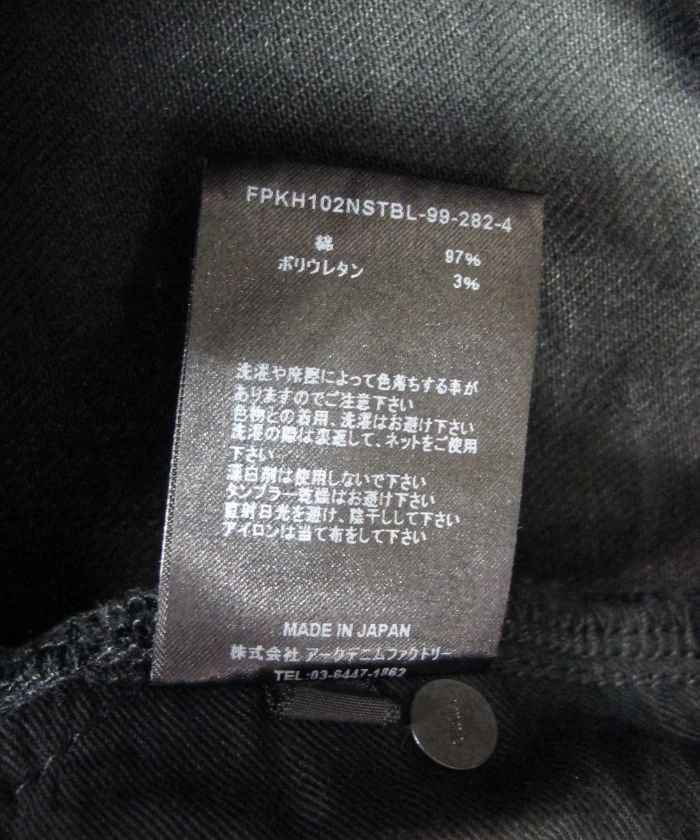 FPKH102NSTBL-99-282-4
綿 97%
ポリウレタン 3%
洗濯や摩擦によって色落ちする事が
ありますのでご注意下さい
色物との着用、洗濯はお避け下さい
洗濯の際は裏返して、ネットをご使用
下さい
漂白剤は使用しないで下さい
タンブラー乾燥はお避け下さい
直射日光を避け、陰干しして下さい
アイロンは当て布をして下さい
MADE IN JAPAN
株式会社 アークデニムファクトリー
TEL:03-6447-1862